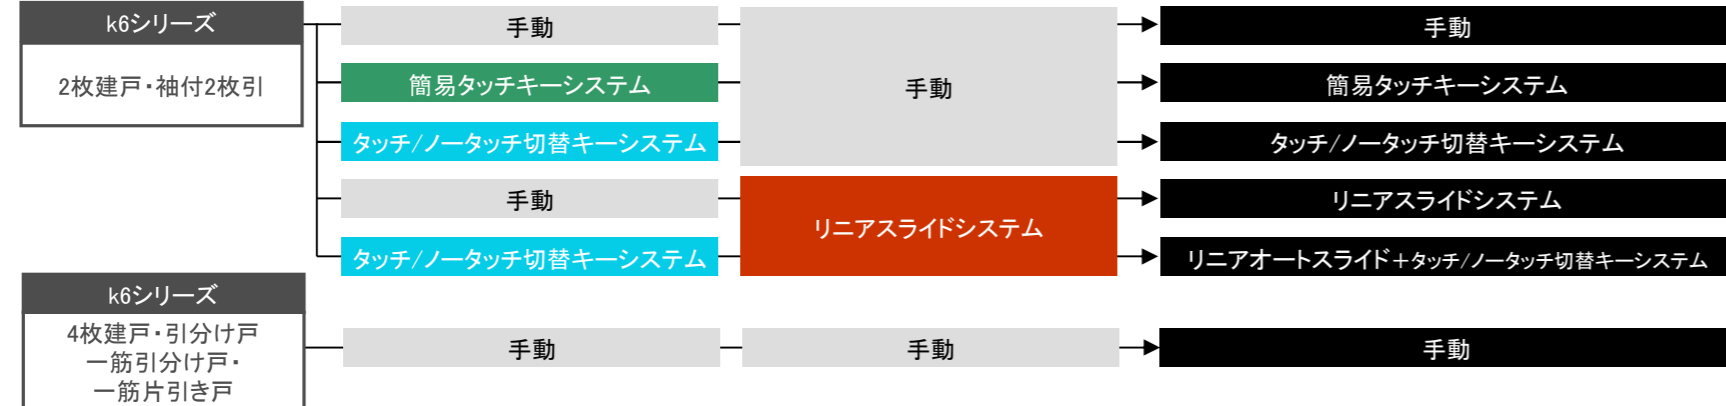 k6シリーズ
2枚建戸・袖付2枚引
手動
簡易タッチキーシステム
タッチ/ノータッチ切替キーシステム
手動
タッチ/ノータッチ切替キーシステム
手動
リニアスライドシステム
手動
簡易タッチキーシステム
タッチ/ノータッチ切替キーシステム
リニアスライドシステム
リニアオートスライド+タッチ/ノータッチ切替キーシステム
k6シリーズ
4枚建戸・引分け戸
一筋引分け戸・
一筋片引き戸
手動
手動
手動